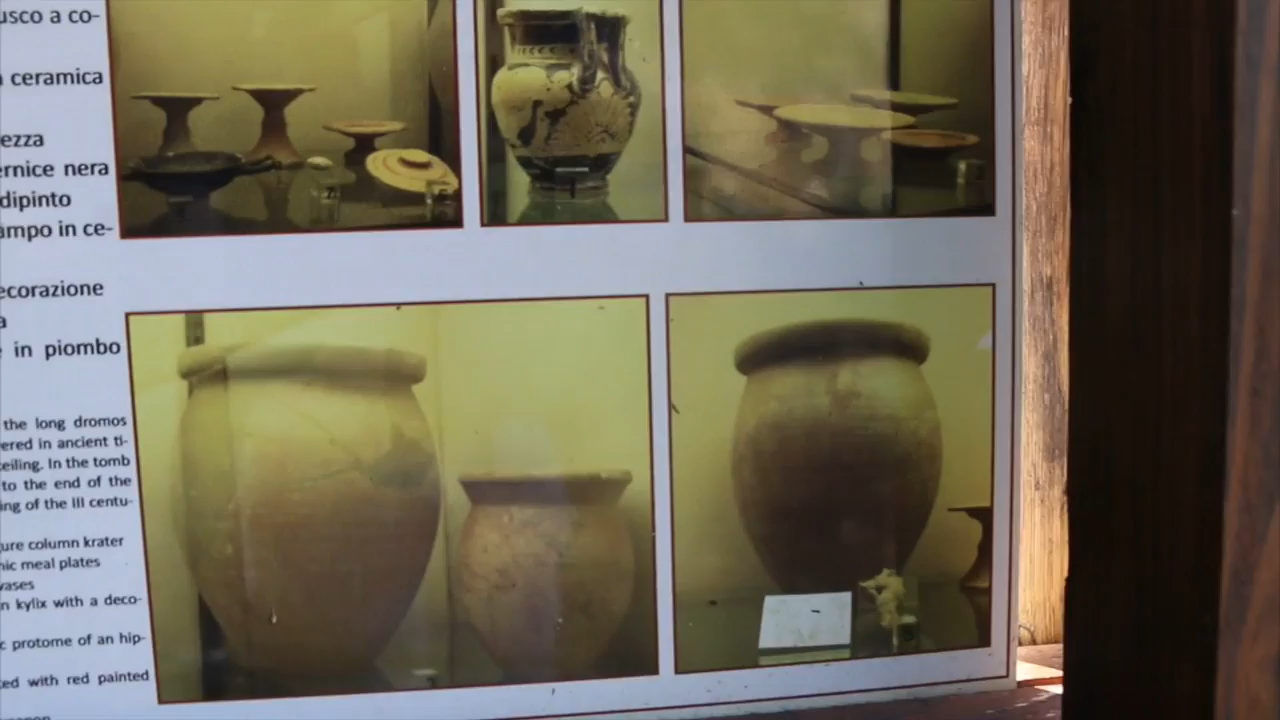 usco a co-
ceramica
ezza
ernice nera
dipinto
ampo in ce-
ecorazione
a
in piombo
the long dromos
ered in ancient ti-
eiling. In the tomb
to the end of the
ing of the III centu-
ure column krater
nic meal plates
vases
n kylix with a deco-
c protome of an hip-
ted with red painted